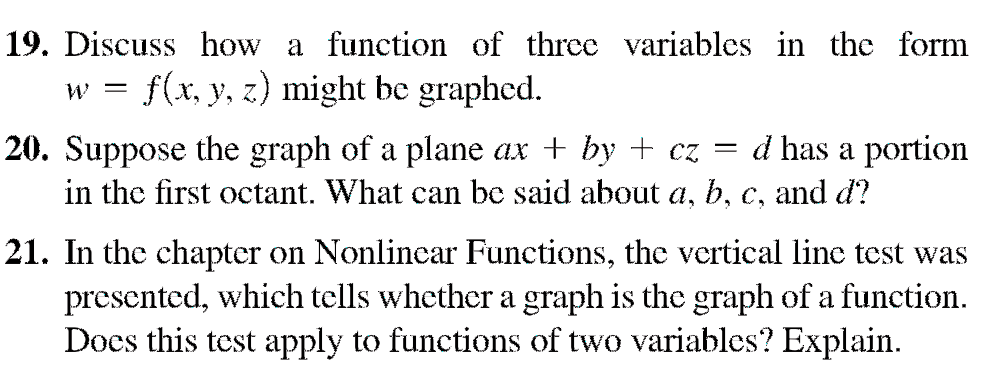 19. Discuss how a function of three variables in the form
w = f(x, y, z) might be graphed.
20. Suppose the graph of a plane ax + by + cz = d has a portion
in the first octant. What can be said about a, b, c, and d?
21. In the chapter on Nonlinear Functions, the vertical line test was
presented, which tells whether a graph is the graph of a function.
Does this test apply to functions of two variables? Explain.